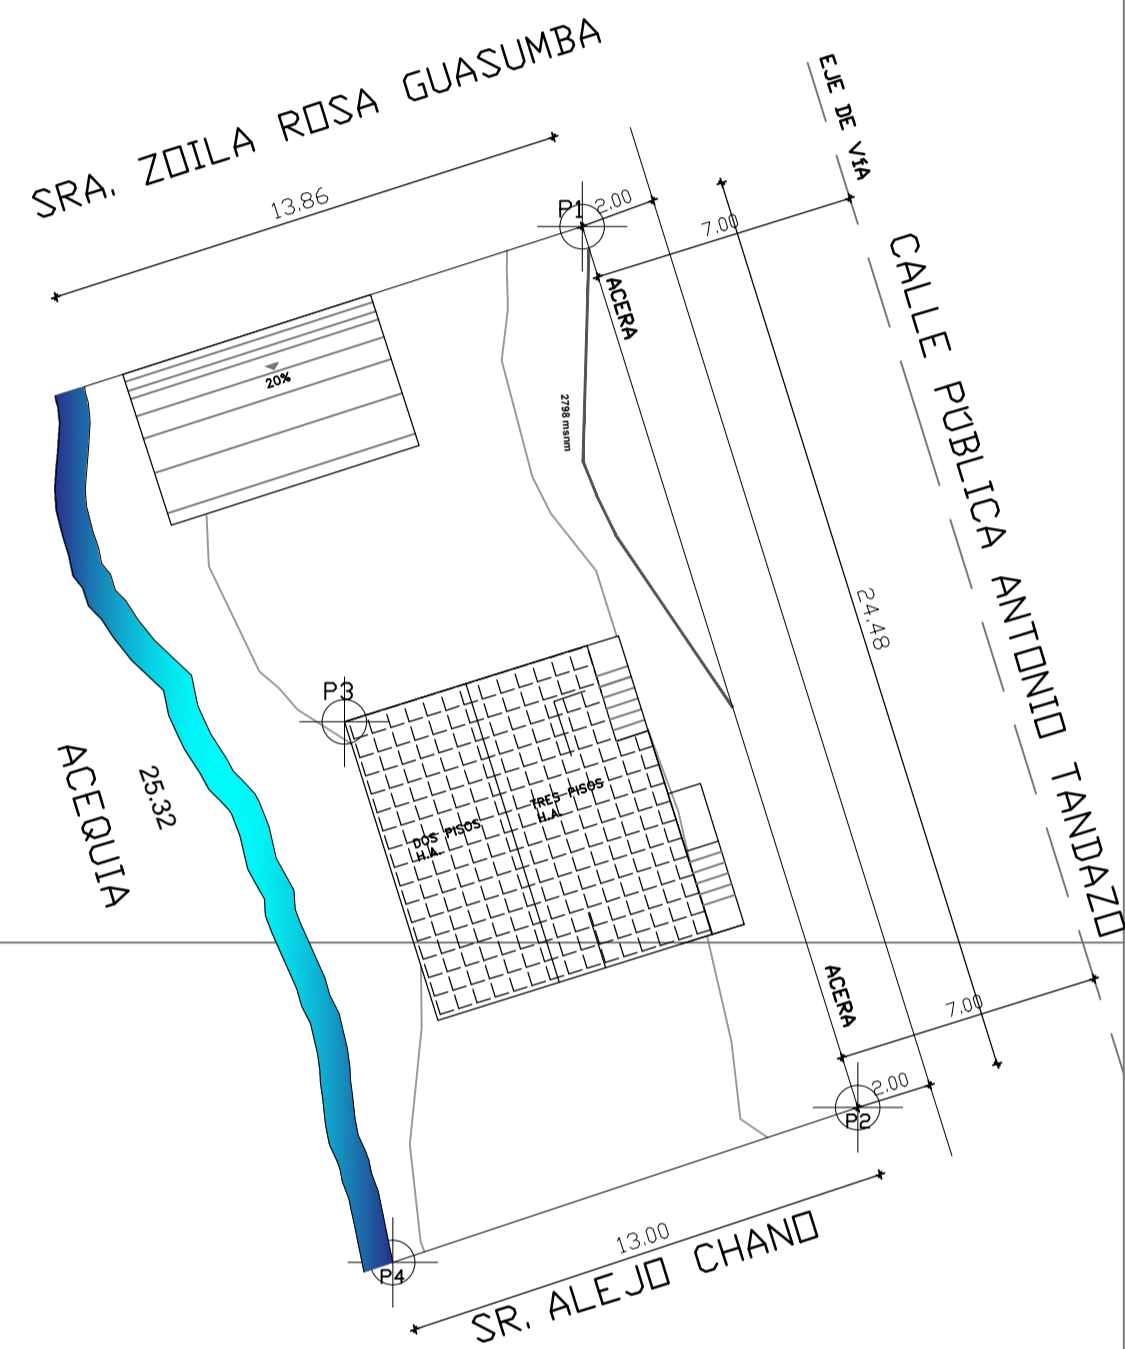 SRA. ZOILA ROSA GUASUMBA
13.86
P1
2.00
7.00
EJE DE VíA
ACERA
20%
2798 msnm
CALLE PÚBLICA ANTONIO TANDAZO
24.48
P3
ACEQUIA
25.32
DOS PISOS
H.A.
TRES PISOS
H.A.
ACERA
7.00
2.00
P2
13.00
P4
SR. ALEJO CHANO